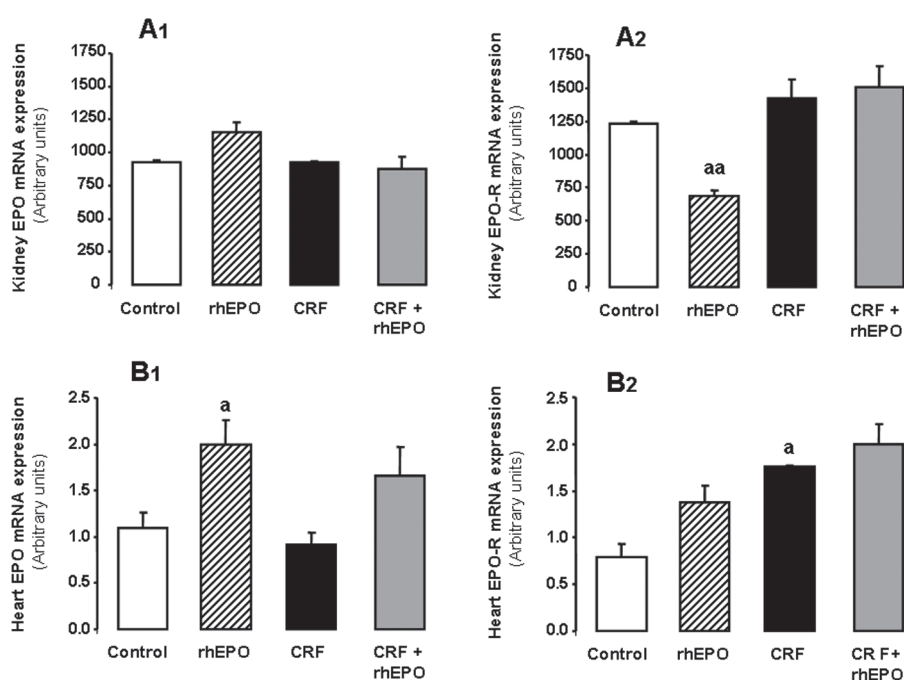 A1
Kidney EPO mRNA expression
(Arbitrary units)
1750
1500
1250
1000
750
500
250
0
Control
rhEPO
CRF
CRF +
rhEPO
A2
Kidney EPO-R mRNA expression
(Arbitrary units)
1750
1500
1250
1000
750
500
250
0
aa
Control
rhEPO
CRF
CRF +
rhEPO
B1
Heart EPO mRNA expression
(Arbitrary units)
2.5
2.0
1.5
1.0
0.5
0.0
a
Control
rhEPO
CRF
CRF +
rhEPO
B2
Heart EPO-R mRNA expression
(Arbitrary units)
2.5
2.0
1.5
1.0
0.5
0.0
a
Control
rhEPO
CRF
CR F+
rhEPO